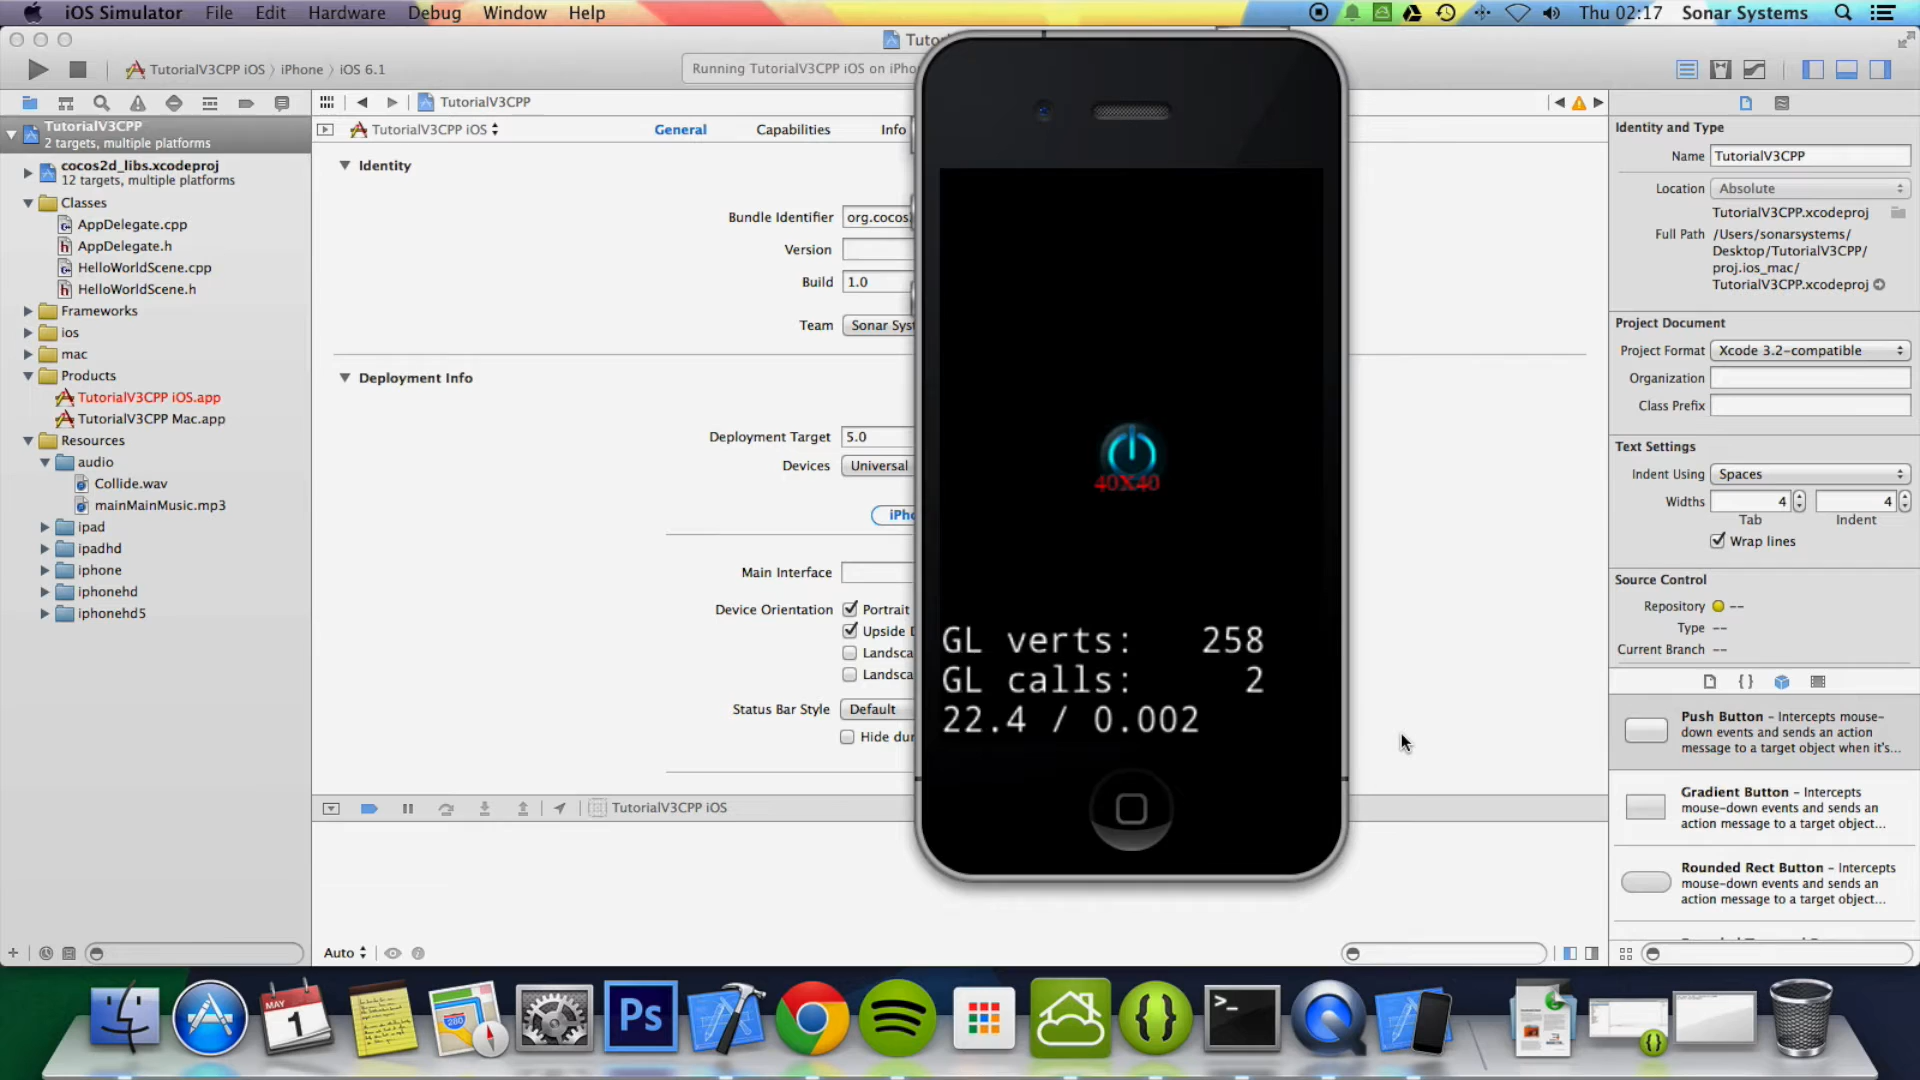 iOS Simulator File Edit Hardware Debug Window Help Thu 02:17 Sonar Systems
TutorialV3CPP iOS iPhone iOS 6.1
Running TutorialV3CPP iOS on
TutorialV3CPP
2 targets, multiple platforms
cocos2d_libs.xcodeproj
12 targets, multiple platforms
Classes
AppDelegate.cpp
AppDelegate.h
HelloWorldScene.cpp
HelloWorldScene.h
Frameworks
ios
mac
Products
TutorialV3CPP iOS.app
TutorialV3CPP Mac.app
Resources
audio
Collide.wav
mainMainMusic.mp3
ipad
ipadhd
iphone
iphonehd
iphonehd5
TutorialV3CPP
TutorialV3CPP iOS General Capabilities Info
Identity
Bundle Identifier org.cocos
Version
Build 1.0
Team Sonar Sys
Deployment Info
Deployment Target 5.0
Devices Universal
iPho
Main Interface
Device Orientation Portrait
Upside D
Landsca
Landsca
Status Bar Style Default
Hide dur
TutorialV3CPP iOS
Auto
40X40
GL verts: 258
GL calls: 2
22.4 / 0.002
Identity and Type
Name TutorialV3CPP
Location Absolute
TutorialV3CPP.xcodeproj
Full Path /Users/sonarsystems/
Desktop/TutorialV3CPP/
proj.ios_mac/
TutorialV3CPP.xcodeproj
Project Document
Project Format Xcode 3.2-compatible
Organization
Class Prefix
Text Settings
Indent Using Spaces
Widths 4 4
Tab Indent
Wrap lines
Source Control
Repository --
Type --
Current Branch --
Push Button - Intercepts mouse-
down events and sends an
action message to a target object when it's...
Gradient Button - Intercepts
mouse-down events and sends an
action message to a target object...
Rounded Rect Button - Intercepts
mouse-down events and sends an
action message to a target object...
MAY
1
280
Ps